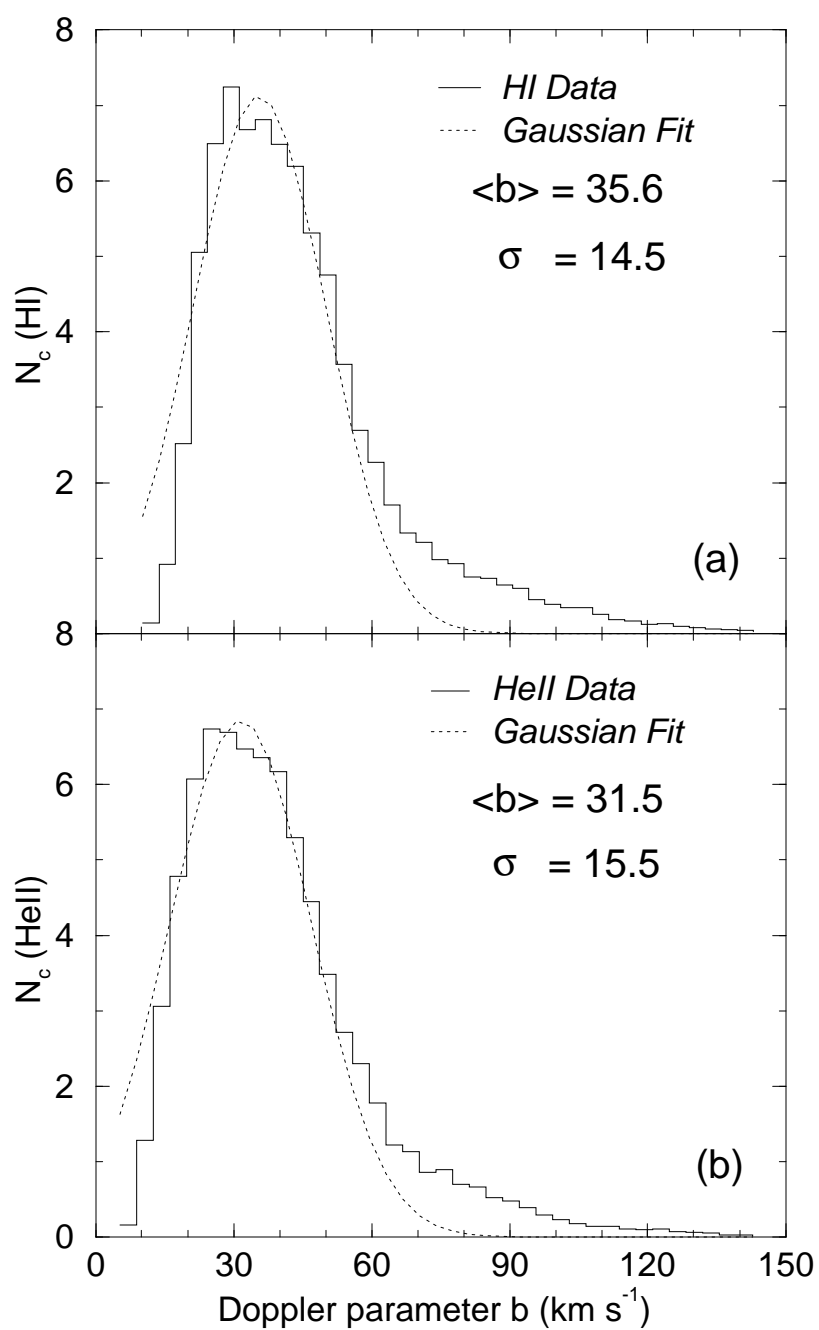 8
HI Data
Gaussian Fit
<b> = 35.6
σ = 14.5
6
4
2
N_c (HI)
(a)
8
HeII Data
Gaussian Fit
<b> = 31.5
σ = 15.5
6
4
2
0
N_c (HeII)
(b)
0 30 60 90 120 150
Doppler parameter b (km s^-1)